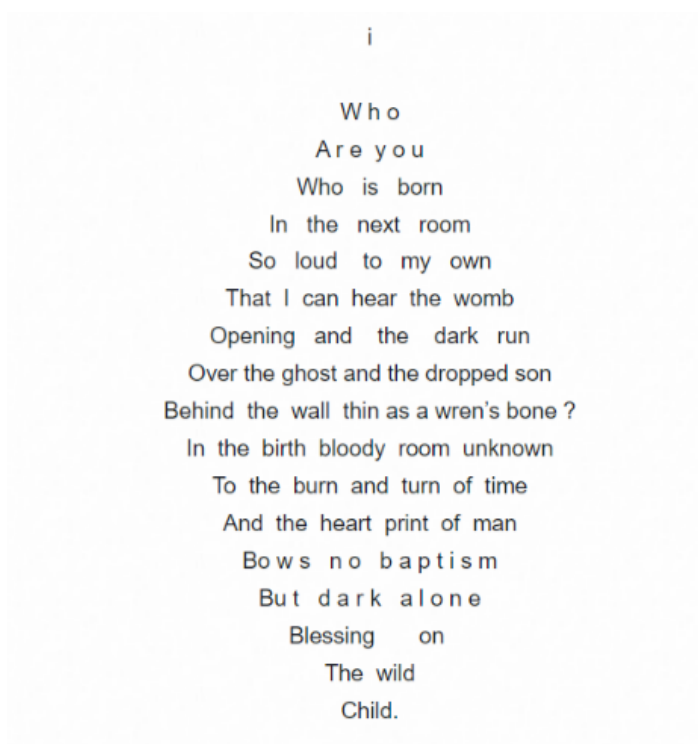 i
Who
Are you
Who is born
In the next room
So loud to my own
That I can hear the womb
Opening and the dark run
Over the ghost and the dropped son
Behind the wall thin as a wren's bone ?
In the birth bloody room unknown
To the burn and turn of time
And the heart print of man
Bows no baptism
But dark alone
Blessing on
The wild
Child.